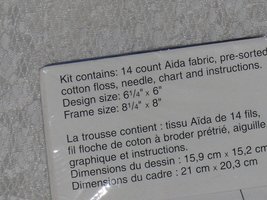 Kit contains: 14 count Aida fabric, pre-sorted
cotton floss, needle, chart and instructions.
Design size: 6¼" x 6"
Frame size: 8¼" x 8"
La trousse contient : tissu Aïda de 14 fils,
fil floche de coton à broder prétrié, aiguille
graphique et instructions.
Dimensions du dessin : 15,9 cm x 15,2 cm
Dimensions du cadre : 21 cm x 20,3 cm